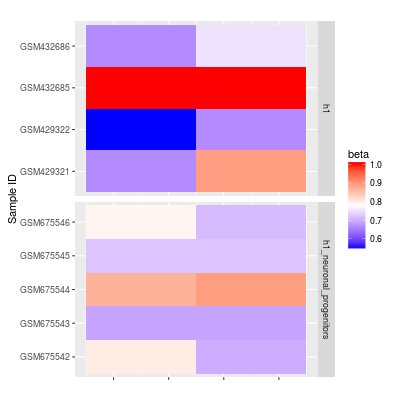 GSM432686
GSM432685
GSM429322
GSM429321
h1
GSM675546
GSM675545
GSM675544
GSM675543
GSM675542
h1_neuronal_progenitors
Sample ID
beta
1.0
0.9
0.8
0.7
0.6